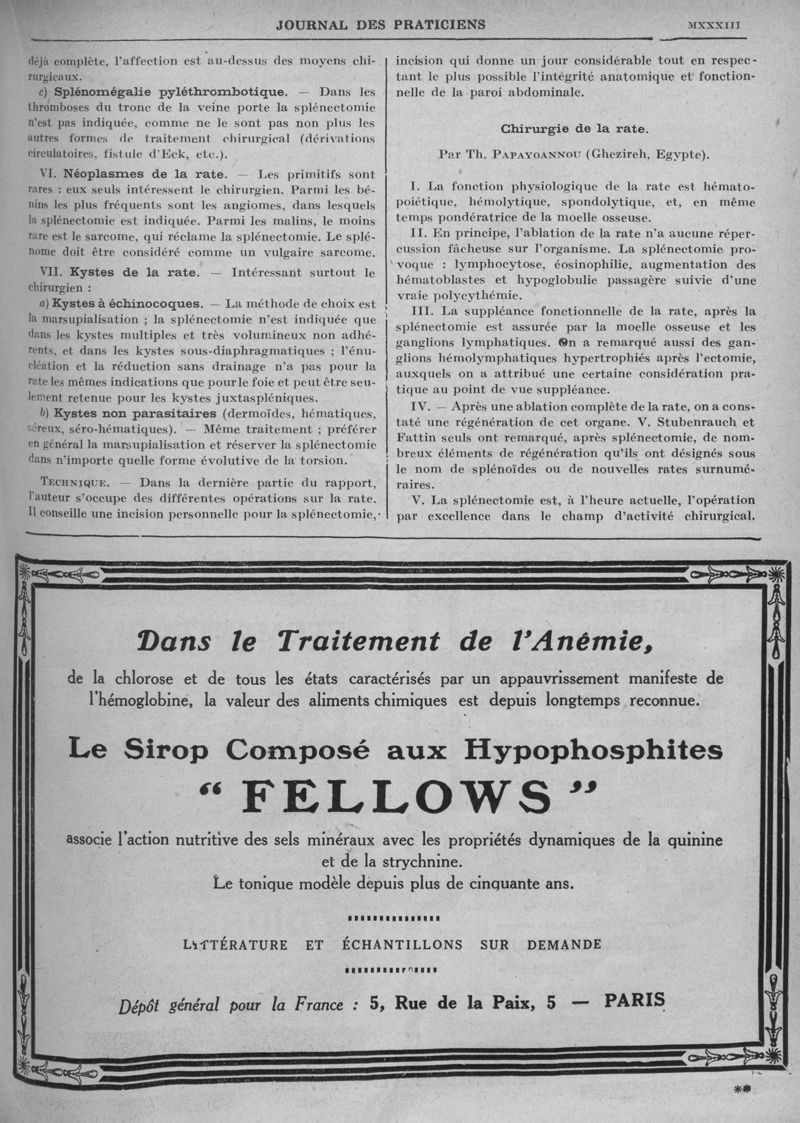 JOURNAL DES PRATICIENS
MXXXIII
déjà complète, l'affection est au-dessus des moyens chi-
rurgicaux.
c) Splénomégalie pyléthrombotique. — Dans les
thromboses du tronc de la veine porte la splénectomie
n'est pas indiquée, comme ne le sont pas non plus les
autres formes de traitement chirurgical (dérivations
circulatoires, fistule d'Eck, etc.).
VI. Néoplasmes de la rate. — Les primitifs sont
rares : eux seuls intéressent le chirurgien. Parmi les bé-
nins les plus fréquents sont les angiomes, dans lesquels
la splénectomie est indiquée. Parmi les malins, le moins
rare est le sarcome, qui réclame la splénectomie. Le splé-
nome doit être considéré comme un vulgaire sarcome.
VII. Kystes de la rate. — Intéressant surtout le
chirurgien :
a) Kystes à échinocoques. — La méthode de choix est
la marsupialisation ; la splénectomie n'est indiquée que
dans les kystes multiples et très volumineux non adhé-
rents, et dans les kystes sous-diaphragmatiques ; l'énu-
cléation et la réduction sans drainage n'a pas pour la
rate les mêmes indications que pour le foie et peut être seu-
lement retenue pour les kystes juxtaspléniques.
b) Kystes non parasitaires (dermoïdes, hématiques,
séreux, séro-hématiques). — Même traitement ; préférer
en général la marsupialisation et réserver la splénectomie
dans n'importe quelle forme évolutive de la torsion.
TECHNIQUE. — Dans la dernière partie du rapport,
l'auteur s'occupe des différentes opérations sur la rate.
Il conseille une incision personnelle pour la splénectomie,
incision qui donne un jour considérable tout en respec-
tant le plus possible l'intégrité anatomique et fonction-
nelle de la paroi abdominale.
Chirurgie de la rate.
Par Th. PAPAYOANNOU (Ghezireh, Egypte).
I. La fonction physiologique de la rate est hémato-
poiétique, hémolytique, spondolytique, et, en même
temps pondératrice de la moelle osseuse.
II. En principe, l'ablation de la rate n'a aucune réper-
cussion fâcheuse sur l'organisme. La splénectomie pro-
voque : lymphocytose, éosinophilie, augmentation des
hématoblastes et hypoglobulie passagère suivie d'une
vraie polycythémie.
III. La suppléance fonctionnelle de la rate, après la
splénectomie est assurée par la moelle osseuse et les
ganglions lymphatiques. On a remarqué aussi des gan-
glions hémolymphatiques hypertrophiés après l'ectomie,
auxquels on a attribué une certaine considération pra-
tique au point de vue suppléance.
IV. — Après une ablation complète de la rate, on a cons-
taté une régénération de cet organe. V. Stubenrauch et
Fattin seuls ont remarqué, après splénectomie, de nom-
breux éléments de régénération qu'ils ont désignés sous
le nom de splénoïdes ou de nouvelles rates surnumé-
raires.
V. La splénectomie est, à l'heure actuelle, l'opération
par excellence dans le champ d'activité chirurgical.
Dans le Traitement de l'Anémie,
de la chlorose et de tous les états caractérisés par un appauvrissement manifeste de
l'hémoglobine, la valeur des aliments chimiques est depuis longtemps reconnue.
Le Sirop Composé aux Hypophosphites
“ FELLOWS ”
associe l'action nutritive des sels minéraux avec les propriétés dynamiques de la quinine
et de la strychnine.
Le tonique modèle depuis plus de cinquante ans.
LITTÉRATURE ET ÉCHANTILLONS SUR DEMANDE
Dépôt général pour la France : 5, Rue de la Paix, 5 — PARIS
**